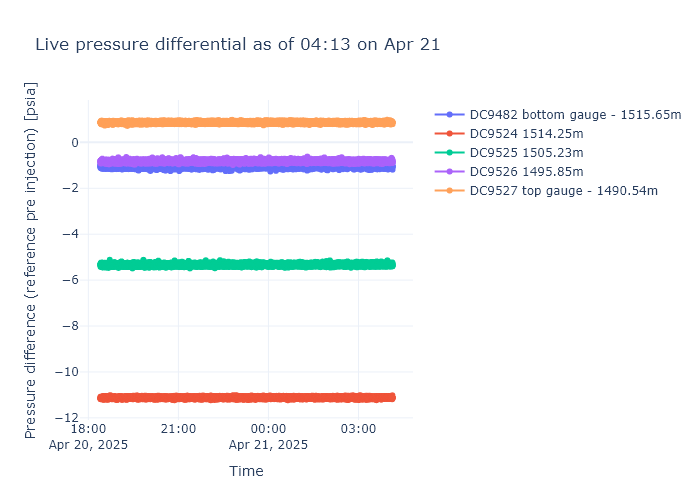 Live pressure differential as of 04:13 on Apr 21
Pressure difference (reference pre injection) [psia]
0
−2
−4
−6
−8
−10
−12
18:00
Apr 20, 2025
21:00
00:00
Apr 21, 2025
03:00
Time
DC9482 bottom gauge - 1515.65m
DC9524 1514.25m
DC9525 1505.23m
DC9526 1495.85m
DC9527 top gauge - 1490.54m